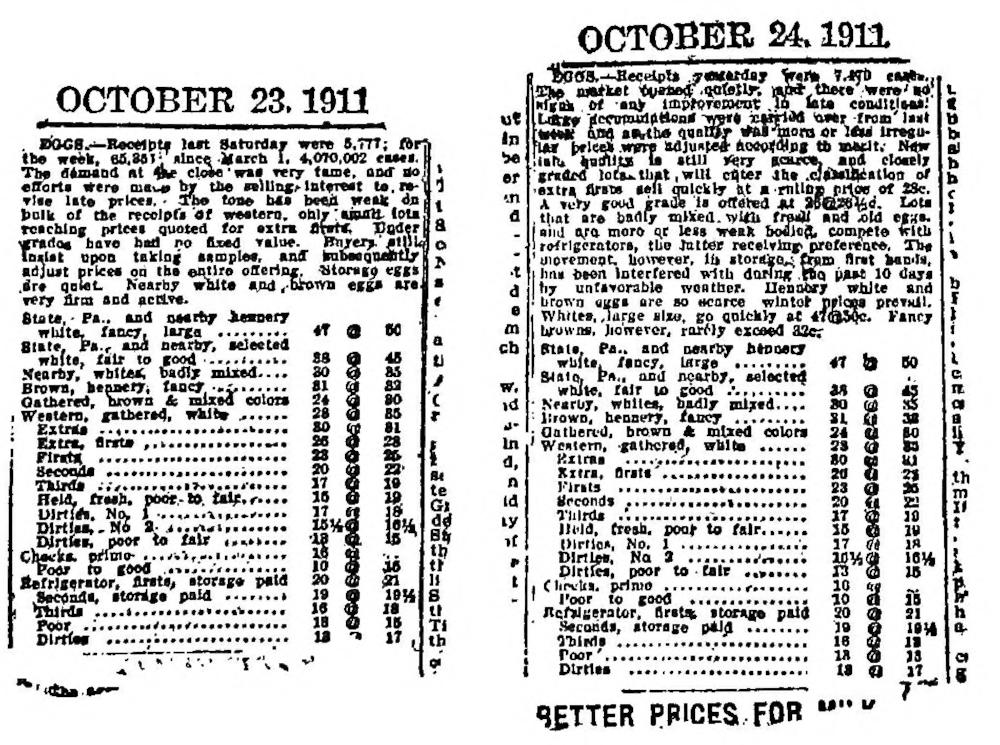 OCTOBER 23, 1911
EGGS.—Receipts last Saturday were 5,777; for
the week, 65,851; since March 1, 4,070,002 cases.
The demand at the close was very tame, and no
efforts were made by the selling interest to re-
vise late prices. The tone has been weak on
bulk of the receipts of western, only small lots
reaching prices quoted for extra firsts. Under
grades have had no fixed value. Buyers still
insist upon taking samples, and subsequently
adjust prices on the entire offering. Storage eggs
are quiet. Nearby white and brown eggs are
very firm and active.
State, Pa., and nearby hennery
white, fancy, large 47 @ 50
State, Pa., and nearby, selected
white, fair to good 38 @ 45
Nearby, whites, badly mixed 30 @ 35
Brown, hennery, fancy 31 @ 32
Gathered, brown & mixed colors 24 @ 30
Western, gathered, white 28 @ 35
Extras 30 @ 31
Extra, firsts 26 @ 28
Firsts 23 @ 25
Seconds 20 @ 22
Thirds 17 @ 19
Held, fresh, poor to fair 15 @ 19
Dirties, No. 1 17 @ 18
Dirties, No 2 15½ @ 16½
Dirties, poor to fair 13 @ 15
Checks, prime 16 @
Poor to good 10 @ 15
Refrigerator, firsts, storage paid 20 @ 21
Seconds, storage paid 19 @ 19½
Thirds 16 @ 18
Poor @ 15
Dirties 13 17
OCTOBER 24, 1911
EGGS.—Receipts yesterday were 7,470 cases.
The market opened quietly, and there were no
signs of any improvement in late conditions.
Large accumulations were carried over from last
week and as the quality was more or less irregu-
lar prices were adjusted according to merit. New
laid quality is still very scarce, and closely
graded lots that will enter the classification of
extra firsts sell quickly at a ruling price of 28c.
A very good grade is offered at
that are badly mixed with fresh and old eggs,
and are more or less weak bodied, compete with
refrigerators, the latter receiving preference. The
movement, however, in storage, from first hands,
has been interfered with during the past 10 days
by unfavorable weather. Hennery white and
brown eggs are so scarce winter prices prevail.
Whites, large size, go quickly at 47@50c. Fancy
browns, however, rarely exceed 32c.
State, Pa., and nearby hennery
white, fancy, large 47 @ 50
State, Pa., and nearby, selected
white, fair to good 38 @ 45
Nearby, whites, badly mixed 30 @ 35
Brown, hennery, fancy 31 @ 32
Gathered, brown & mixed colors 24 @ 30
Western, gathered, white 28 @ 35
Extras 30 @ 31
Extra, firsts 26 @ 28
Firsts 23 @ 25
Seconds 20 @ 22
Thirds 17 @ 19
Held, fresh, poor to fair 15 @ 19
Dirties, No. 1 17 @ 18
Dirties, No 2 15½ @ 16½
Dirties, poor to fair 13 @ 15
Checks, prime 16 @
Poor to good 10 @ 15
Refrigerator, firsts, storage paid 20 @ 21
Seconds, storage paid 19 @ 19½
Thirds 16 @ 18
Poor @
Dirties 13 @ 17
BETTER PRICES FOR